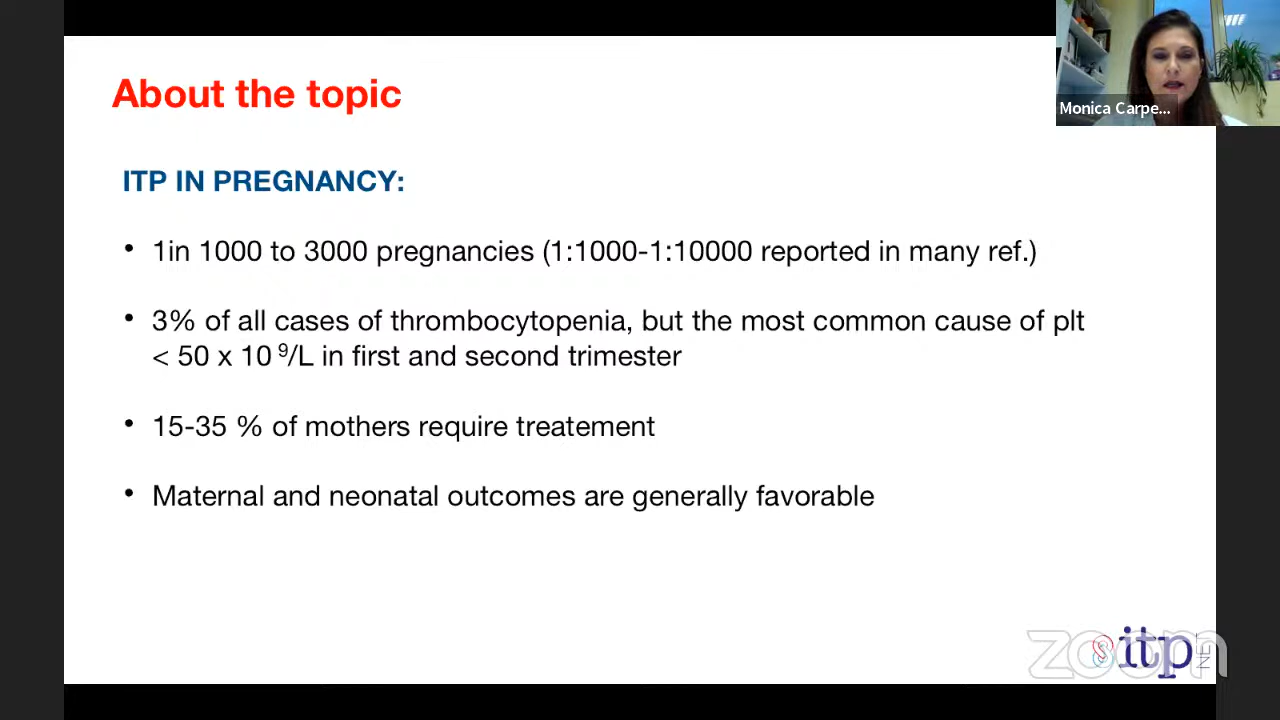 About the topic
Monica Carpe...
ITP IN PREGNANCY:
• 1in 1000 to 3000 pregnancies (1:1000-1:10000 reported in many ref.)
• 3% of all cases of thrombocytopenia, but the most common cause of plt
< 50 x 10 9/L in first and second trimester
• 15-35 % of mothers require treatement
• Maternal and neonatal outcomes are generally favorable
zoom
itp
NET